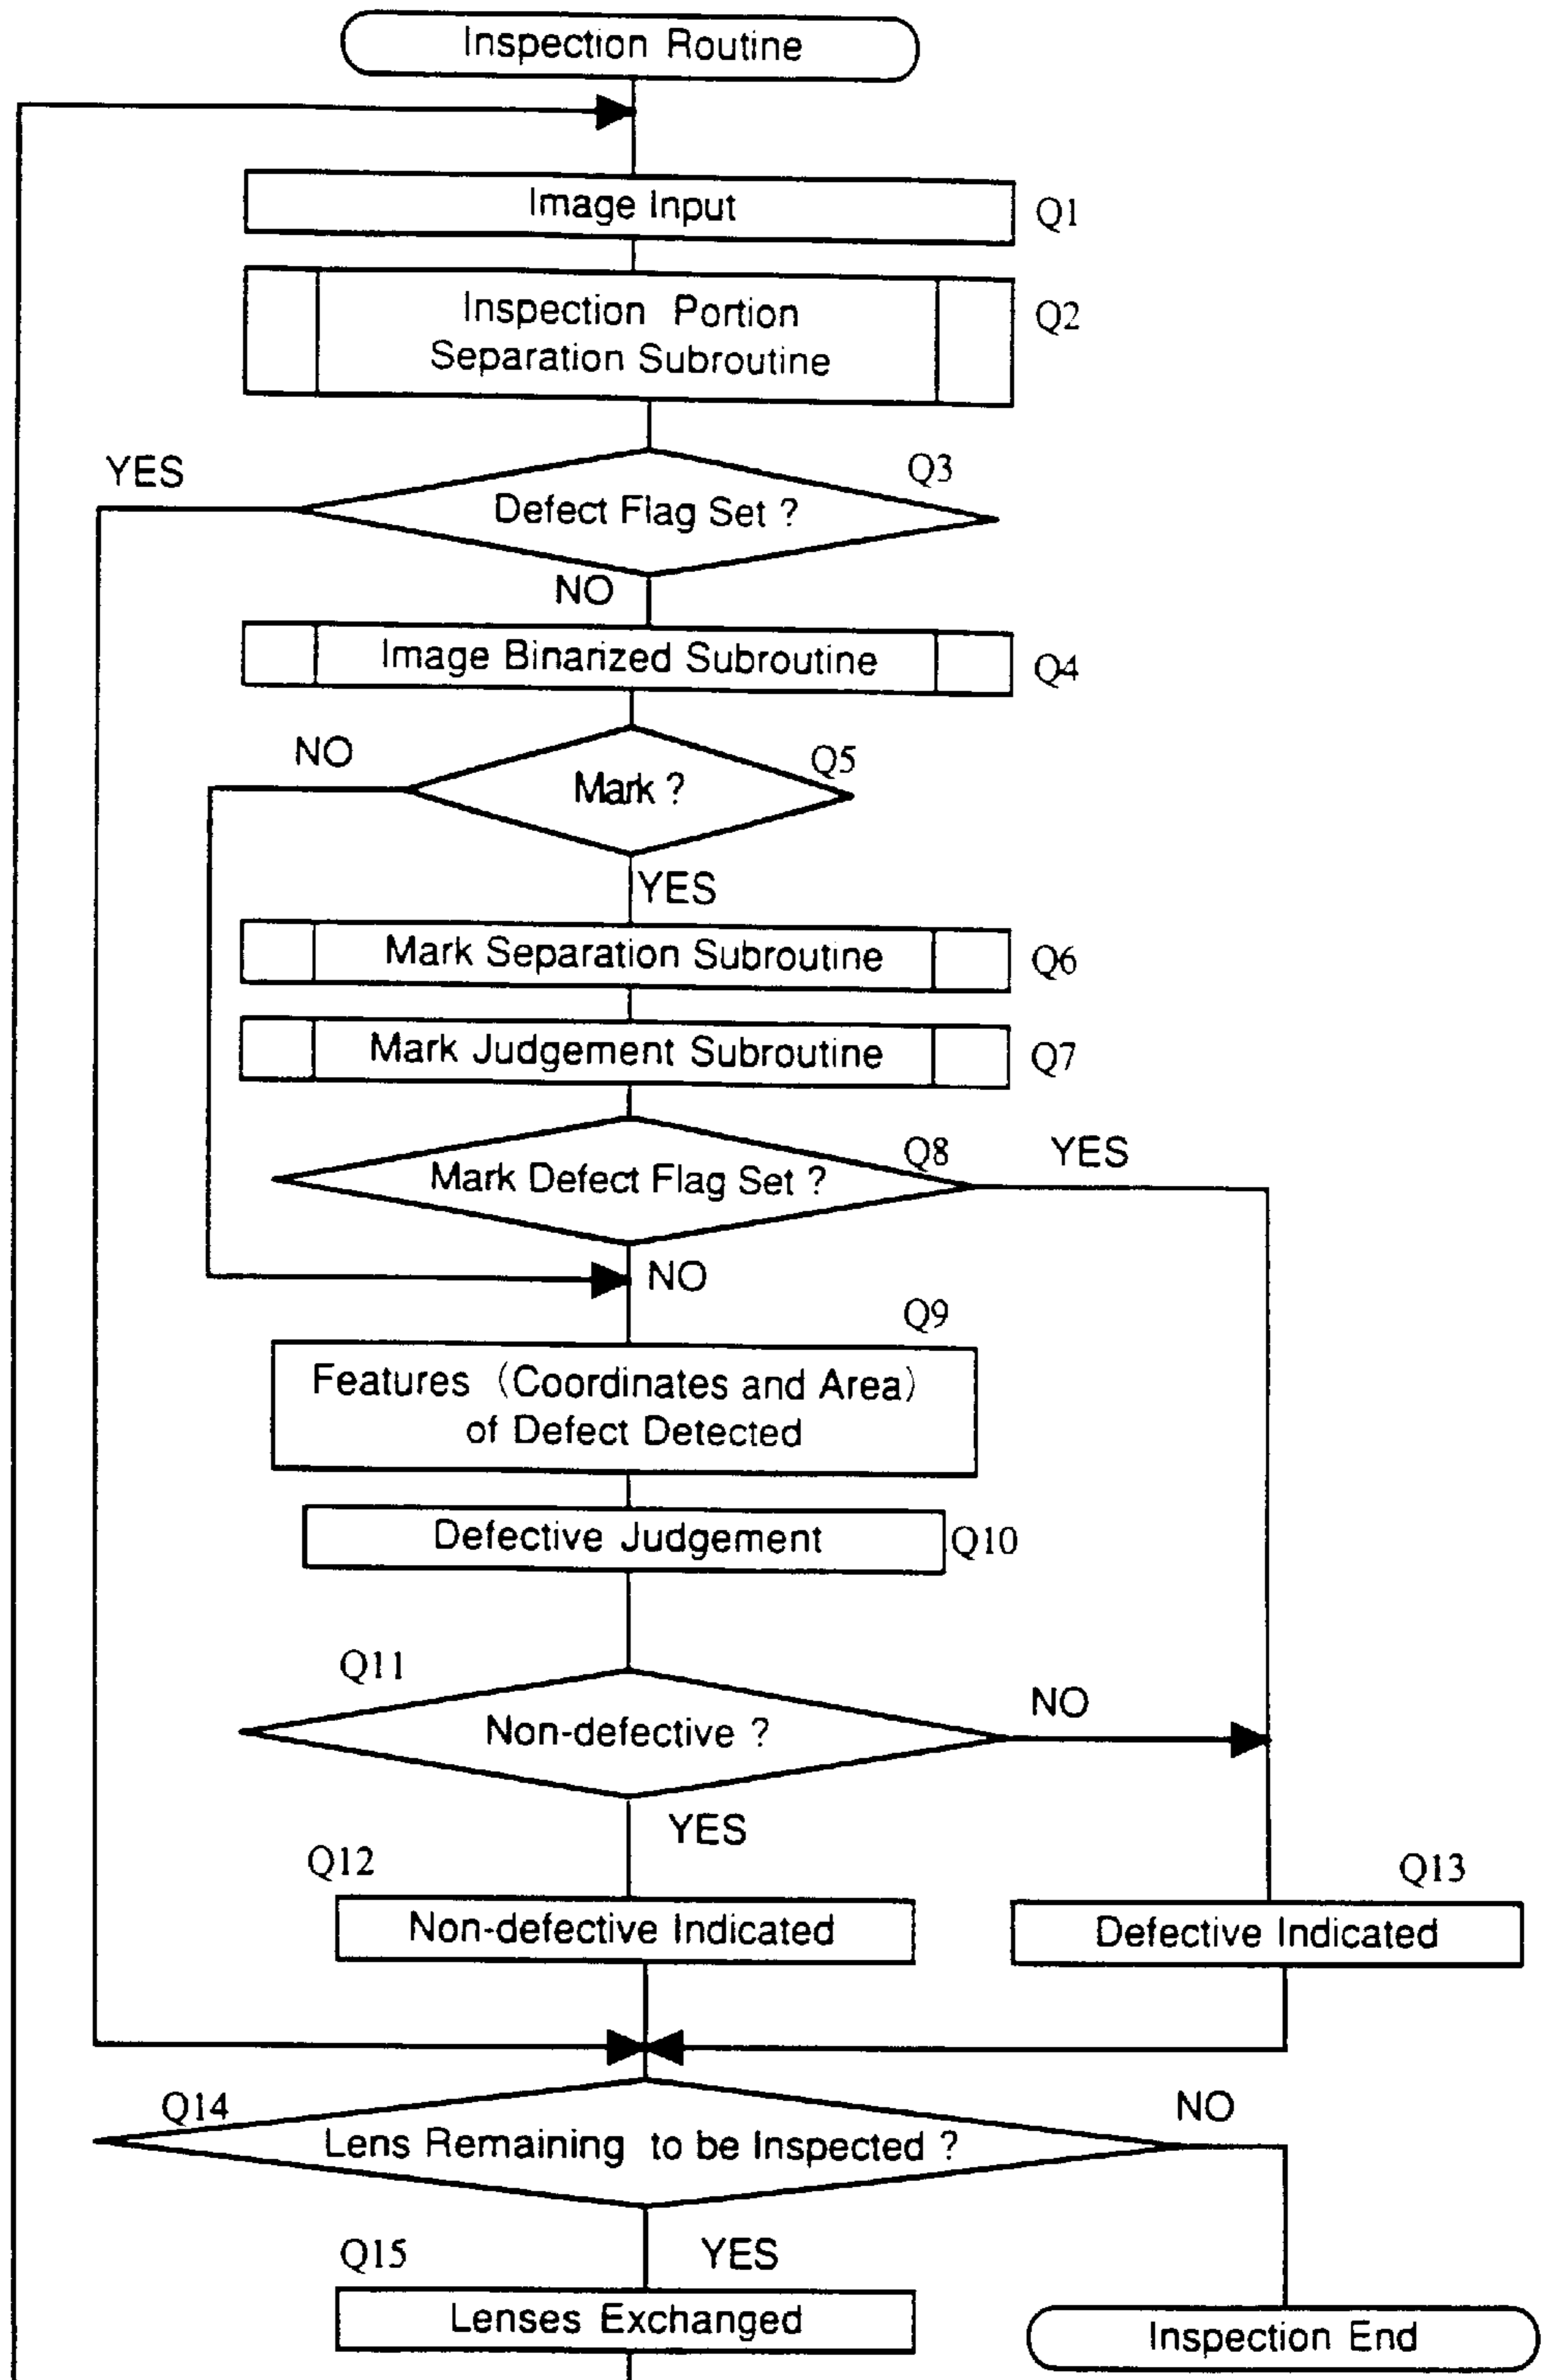 Inspection Routine
Image Input
Q1
Inspection Portion
Separation Subroutine
Q2
YES
Q3
Defect Flag Set ?
NO
Image Binarized Subroutine
Q4
NO
Q5
Mark ?
YES
Mark Separation Subroutine
Q6
Mark Judgement Subroutine
Q7
Q8
YES
Mark Defect Flag Set ?
NO
Q9
Features (Coordinates and Area)
of Defect Detected
Defective Judgement
Q10
Q11
NO
Non-defective ?
YES
Q12
Q13
Non-defective Indicated
Defective Indicated
Q14
NO
Lens Remaining to be Inspected ?
Q15
YES
Lenses Exchanged
Inspection End